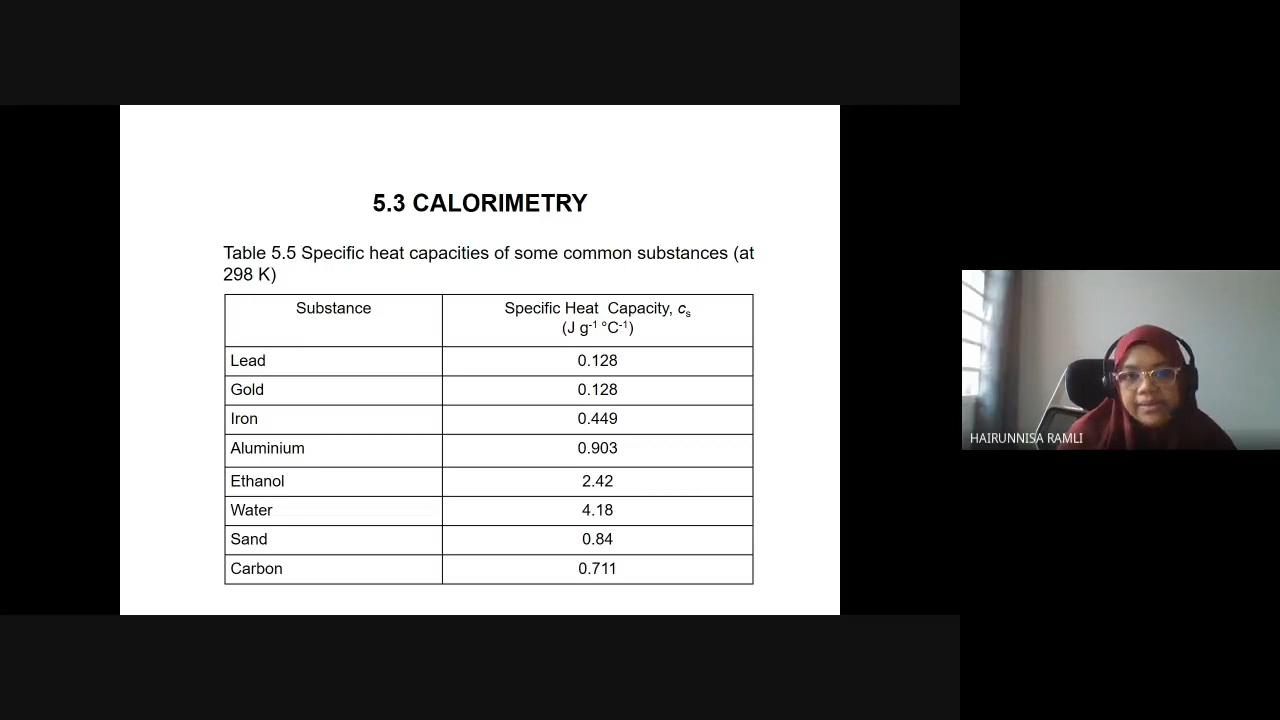 5.3 CALORIMETRY
Table 5.5 Specific heat capacities of some common substances (at
298 K)
Substance Specific Heat Capacity, cs
(J g-1 °C-1)
Lead 0.128
Gold 0.128
Iron 0.449
Aluminium 0.903
Ethanol 2.42
Water 4.18
Sand 0.84
Carbon 0.711
HAIRUNNISA RAMLI